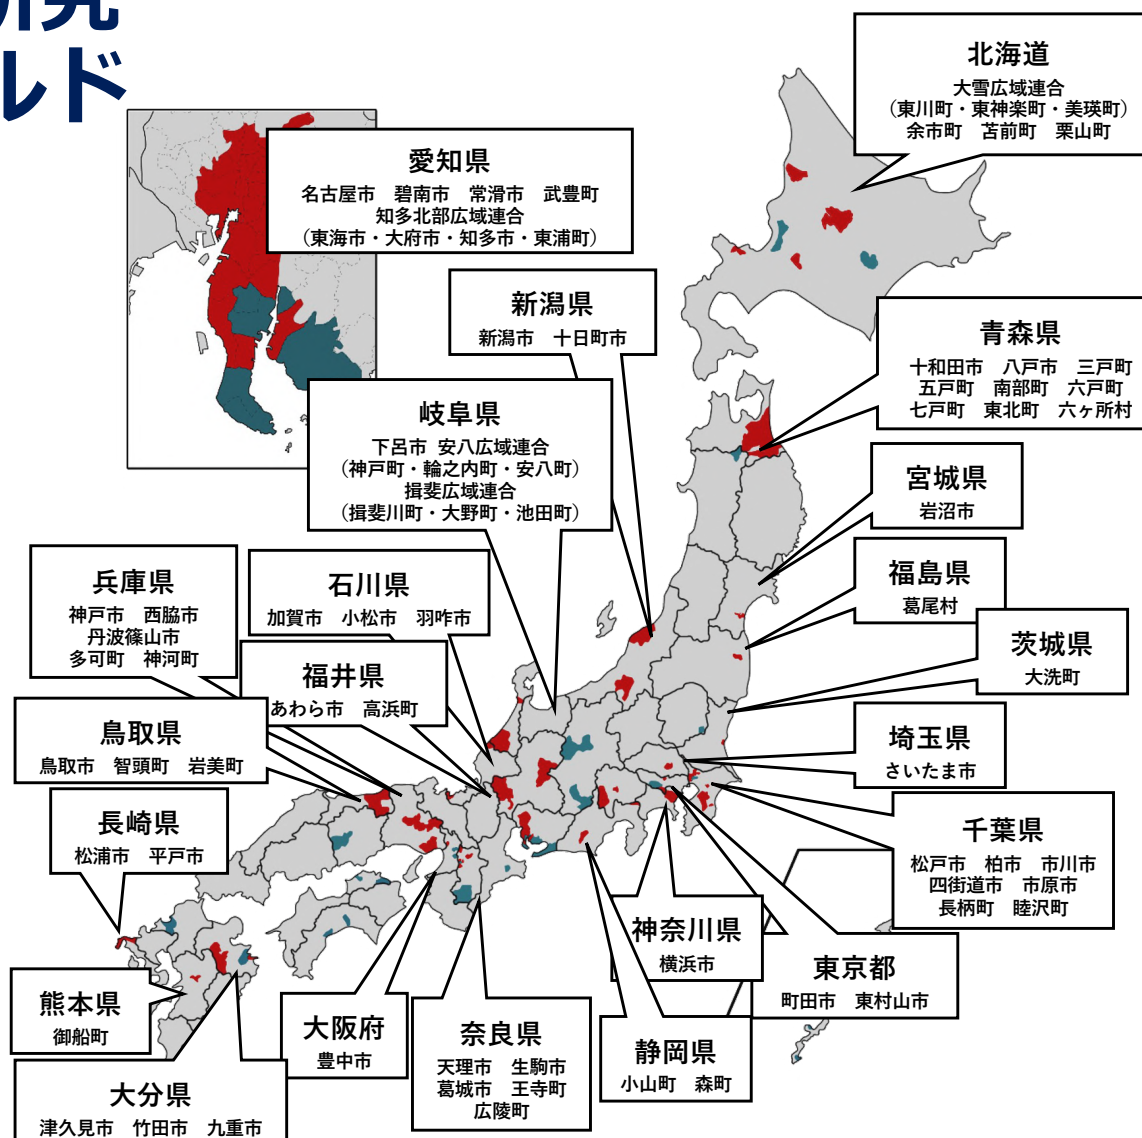 ルド
北海道
大雪広域連合
（東川町・東神楽町・美瑛町）
余市町　苫前町　栗山町
愛知県
名古屋市　碧南市　常滑市　武豊町
知多北部広域連合
（東海市・大府市・知多市・東浦町）
新潟県
新潟市　十日町市
青森県
十和田市　八戸市　三戸町
五戸町　南部町　六戸町
七戸町　東北町　六ヶ所村
岐阜県
下呂市 安八広域連合
（神戸町・輪之内町・安八町）
揖斐広域連合
（揖斐川町・大野町・池田町）
宮城県
岩沼市
福島県
葛尾村
兵庫県
神戸市　西脇市
丹波篠山市
多可町　神河町
石川県
加賀市　小松市　羽咋市
茨城県
大洗町
福井県
あわら市　高浜町
鳥取県
鳥取市　智頭町　岩美町
埼玉県
さいたま市
長崎県
松浦市　平戸市
千葉県
松戸市　柏市　市川市
四街道市　市原市
長柄町　睦沢町
神奈川県
横浜市
東京都
町田市　東村山市
熊本県
御船町
大阪府
豊中市
奈良県
天理市　生駒市
葛城市　王寺町
広陵町
静岡県
小山町　森町
大分県
津久見市　竹田市　九重市